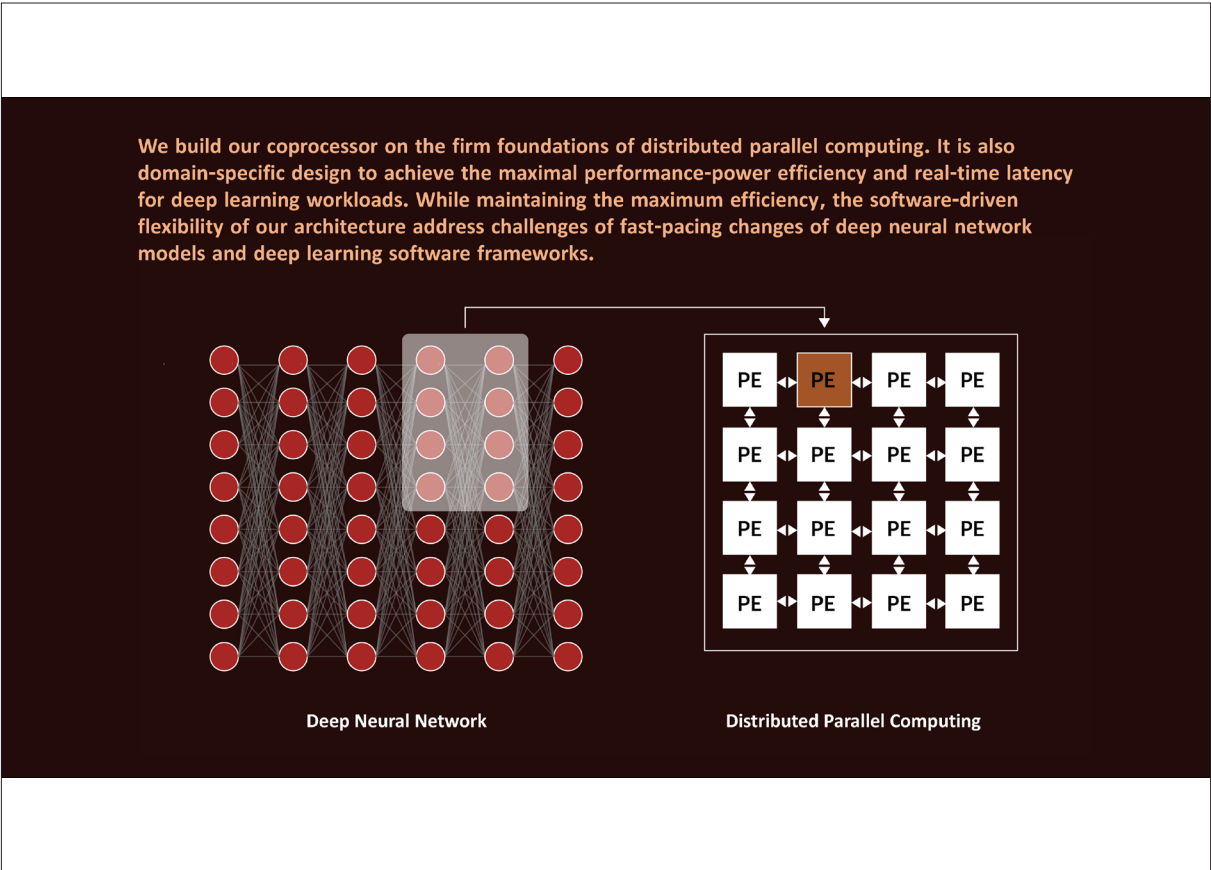 We build our coprocessor on the firm foundations of distributed parallel computing. It is also
domain-specific design to achieve the maximal performance-power efficiency and real-time latency
for deep learning workloads. While maintaining the maximum efficiency, the software-driven
flexibility of our architecture address challenges of fast-pacing changes of deep neural network
models and deep learning software frameworks.
PE PE PE PE
PE PE PE PE
PE PE PE PE
PE PE PE PE
Deep Neural Network
Distributed Parallel Computing